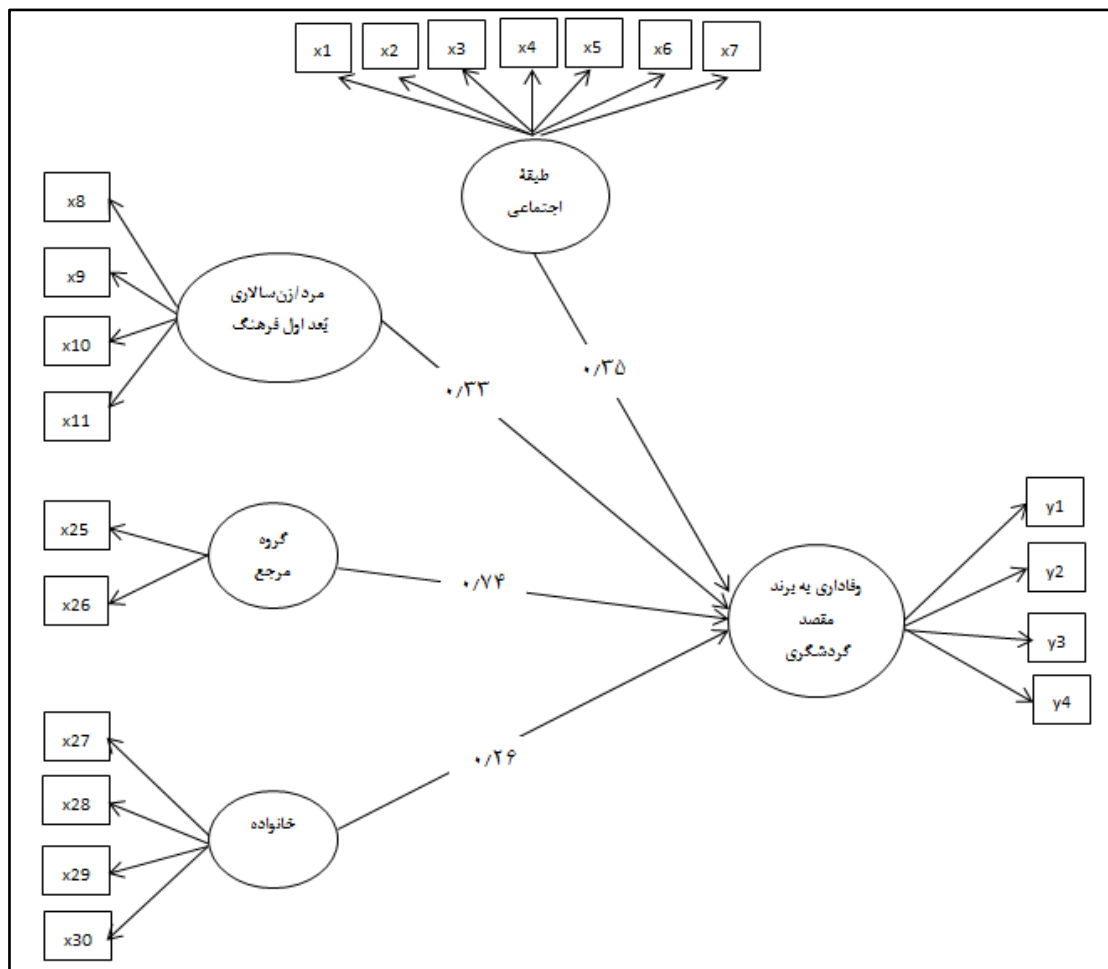 x1 x2 x3 x4 x5 x6 x7
طیقة
اجتماعی
x8
x9
x10
x11
مرد/زن‌سالاری
بُعد اول فرهنگ
۰/۳۵
۰/۳۳
x25
x26
گروه
مرجع
۰/۷۴
وفاداری به برند
مقصد
گردشگری
y1
y2
y3
y4
x27
x28
x29
x30
خانواده
۰/۲۶